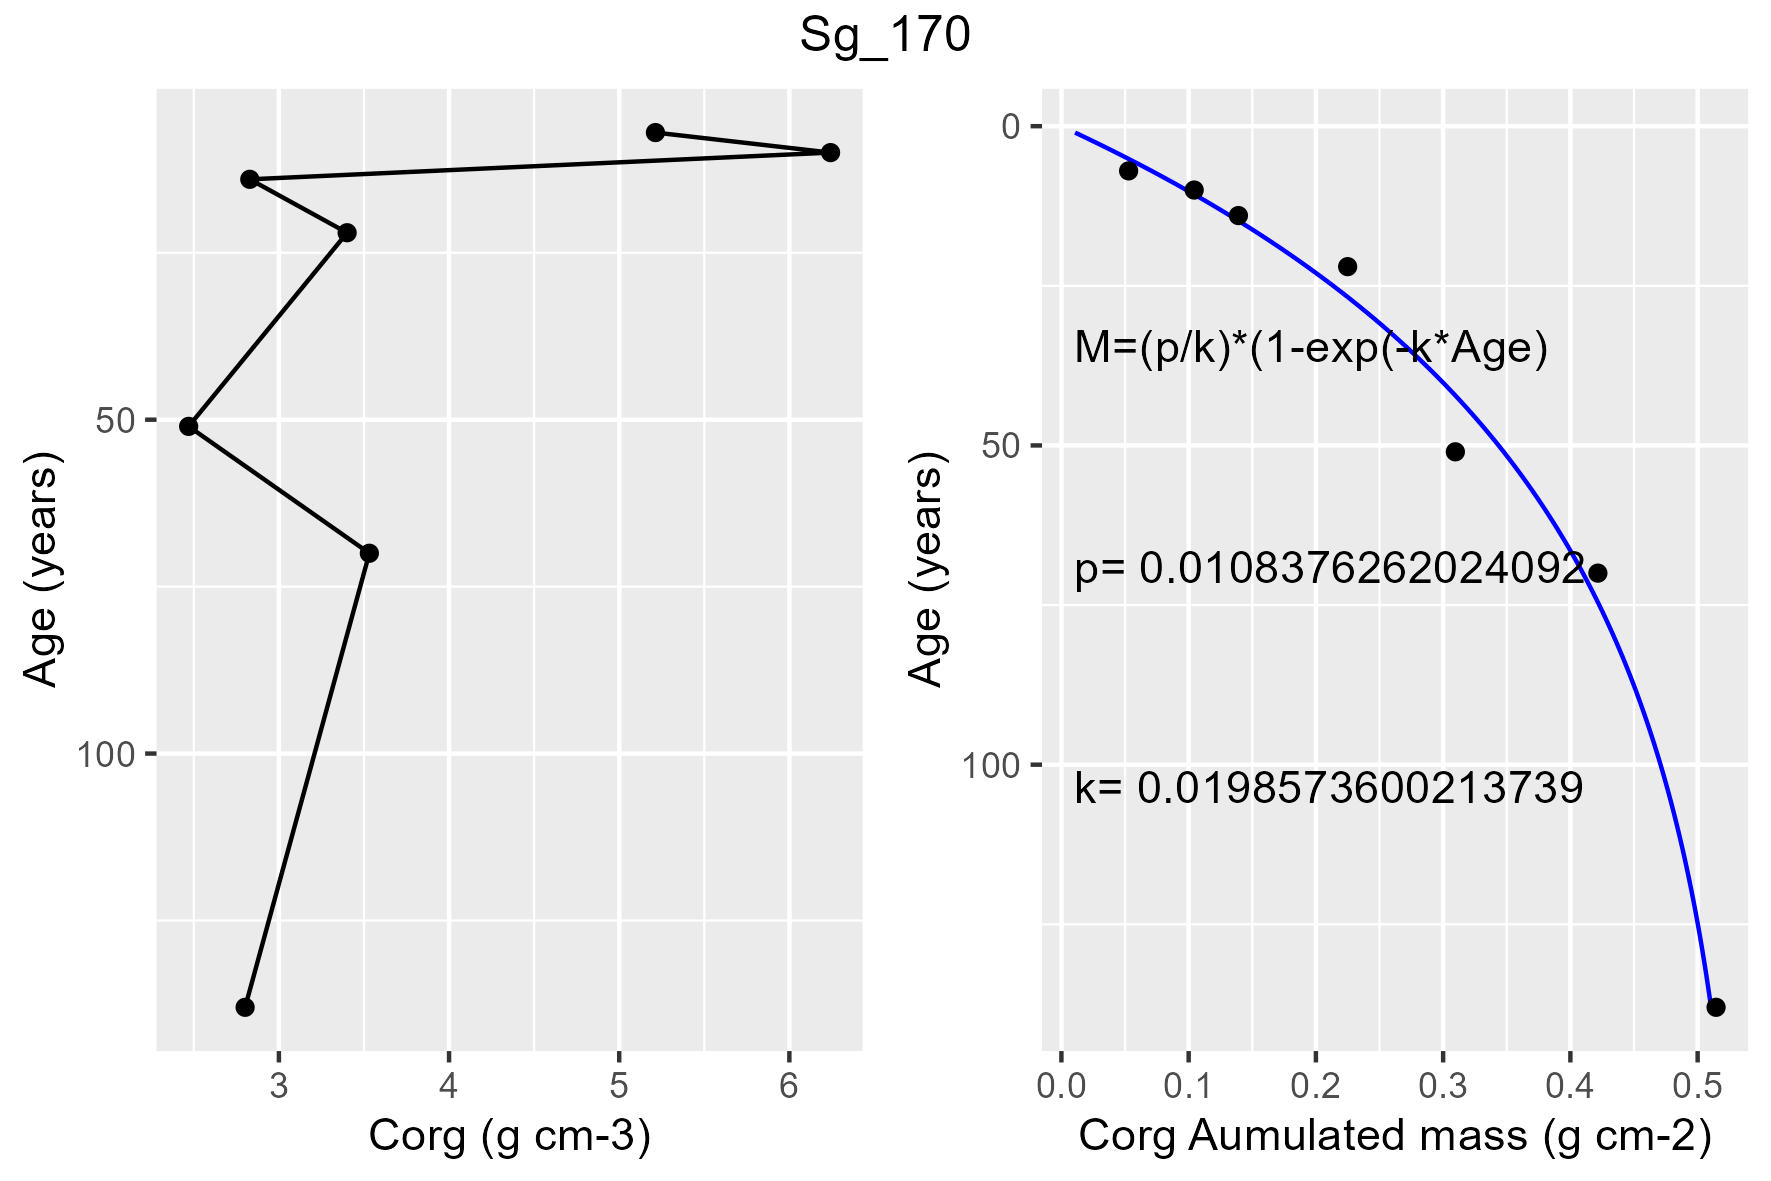 Sg_170
50
100
Age (years)
3 4 5 6
Corg (g cm-3)
0
50
100
Age (years)
M=(p/k)*(1-exp(-k*Age)
p= 0.0108376262024092
k= 0.0198573600213739
0.0 0.1 0.2 0.3 0.4 0.5
Corg Aumulated mass (g cm-2)